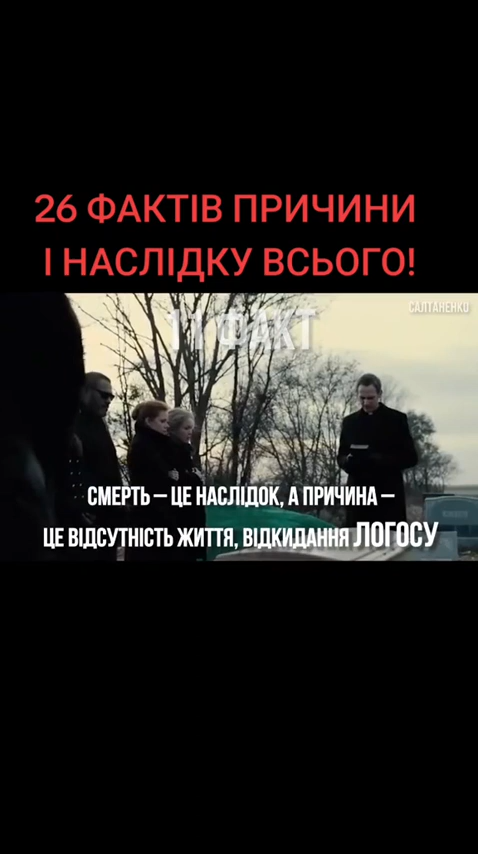 26 ФАКТІВ ПРИЧИНИ
І НАСЛІДКУ ВСЬОГО!
САЛТАНЕНКО
11 ФАКТ
СМЕРТЬ – ЦЕ НАСЛІДОК, А ПРИЧИНА –
ЦЕ ВІДСУТНІСТЬ ЖИТТЯ, ВІДКИДАННЯ ЛОГОСУ